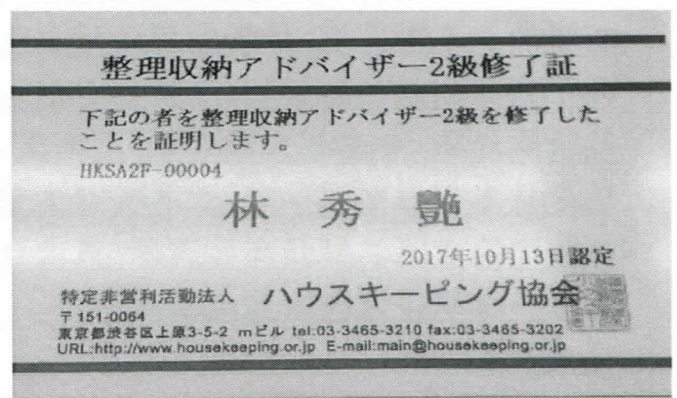 整理収納アドバイザー2級修了証
下記の者を整理収納アドバイザー2級を修了した
ことを証明します。
HKSA2F-00004
林 秀 艷
2017年10月13日認定
特定非営利活動法人 ハウスキーピング協会
〒151-0064
東京都渋谷区上原3-5-2 mビル tel:03-3465-3210 fax:03-3465-3202
URL:http://www.housekeeping.or.jp E-mail:main@housekeeping.or.jp